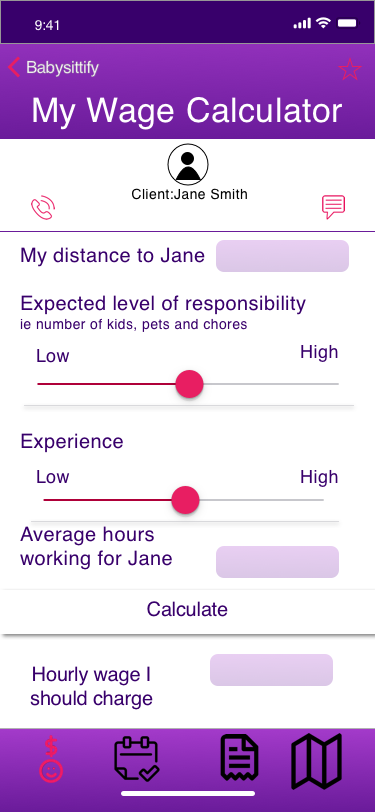 9:41
Babysittify
My Wage Calculator
Client:Jane Smith
My distance to Jane
Expected level of responsibility
ie number of kids, pets and chores
Low High
Experience
Low High
Average hours
working for Jane
Calculate
Hourly wage I
should charge
$